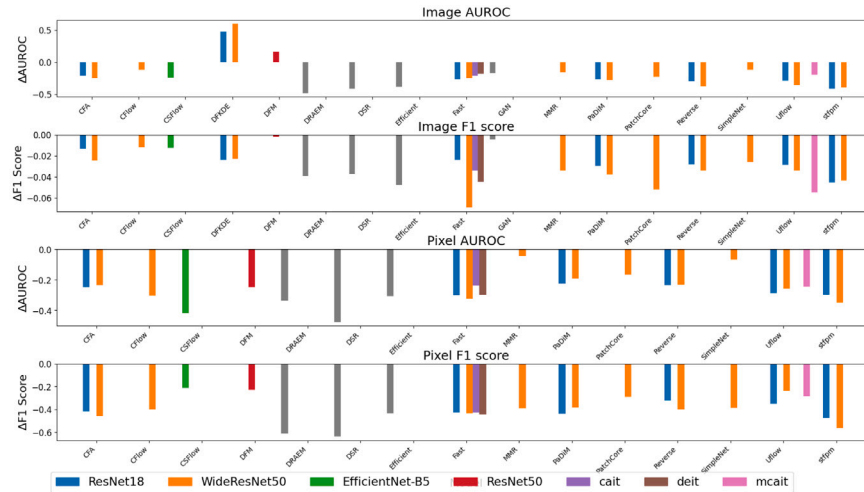 Image AUROC
ΔAUROC
0.5
0.0
−0.5
CFA
CFlow
CSFlow
DFKDE
DFM
DRAEM
DSR
Efficient
Fast
GAN
MMR
PaDiM
PatchCore
Reverse
SimpleNet
Uflow
stfpm
Image F1 score
ΔF1 Score
0.00
−0.02
−0.04
−0.06
CFA
CFlow
CSFlow
DFKDE
DFM
DRAEM
DSR
Efficient
Fast
GAN
MMR
PaDiM
PatchCore
Reverse
SimpleNet
Uflow
stfpm
Pixel AUROC
ΔAUROC
0.0
−0.2
−0.4
CFA
CFlow
CSFlow
DFM
DRAEM
DSR
Efficient
Fast
MMR
PaDiM
PatchCore
Reverse
SimpleNet
Uflow
stfpm
Pixel F1 score
ΔF1 Score
0.0
−0.2
−0.4
−0.6
CFA
CFlow
CSFlow
DFM
DRAEM
DSR
Efficient
Fast
MMR
PaDiM
PatchCore
Reverse
SimpleNet
Uflow
stfpm
ResNet18 WideResNet50 EfficientNet-B5 ResNet50 cait deit mcait